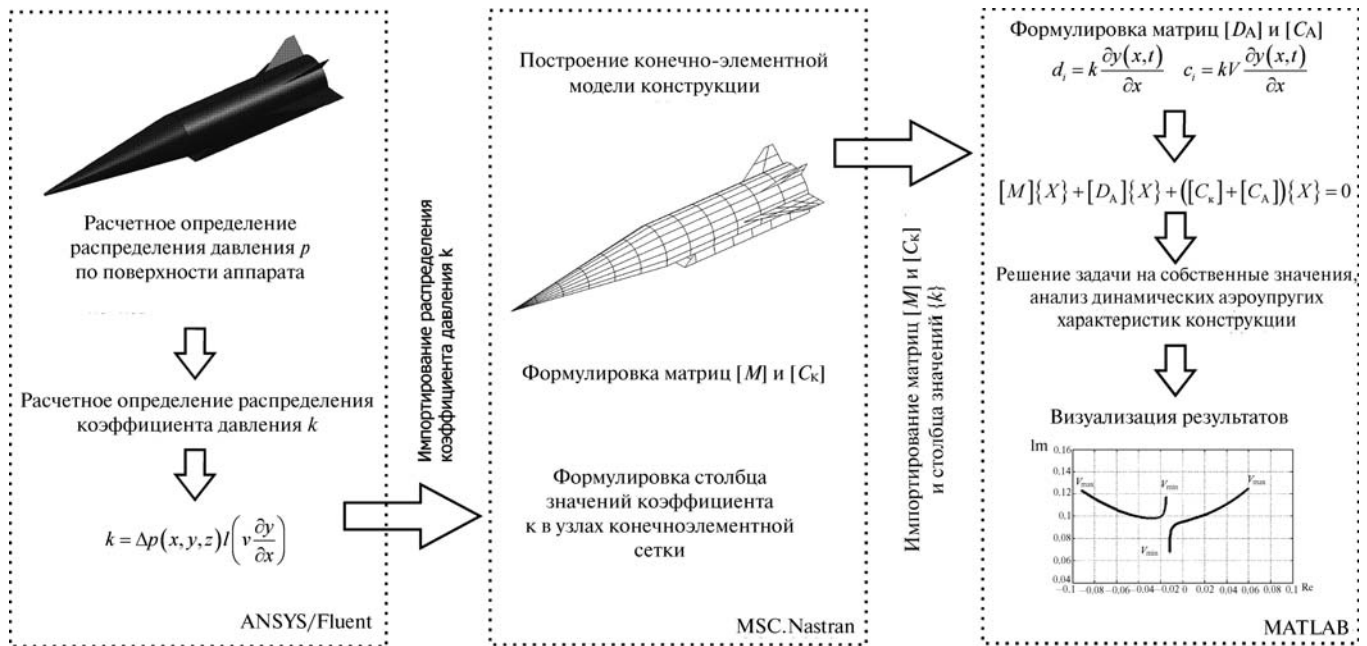 Расчетное определение
распределения давления p
по поверхности аппарата
Расчетное определение распределения
коэффициента давления k
k = Δp(x, y, z) l (v ∂y/∂x)
ANSYS/Fluent
Импортирование распределения
коэффициента давления k
Построение конечно-элементной
модели конструкции
Формулировка матриц [M] и [Cк]
Формулировка столбца
значений коэффициента
к в узлах конечноэлементной
сетки
MSC.Nastran
Импортирование матриц [M] и [Cк]
и столбца значений {k}
Формулировка матриц [DА] и [CА]
di = k ∂y(x,t)/∂x ci = kV ∂y(x,t)/∂x
[M]{X} + [DА]{X} + ([Cк] + [CА]){X} = 0
Решение задачи на собственные значения,
анализ динамических аэроупругих
характеристик конструкции
Визуализация результатов
Im
0,16
0,14
0,12
0,1
0,08
0,06
0,04
Vmin
Vmax
Vmin
−0.1 −0,08 −0,06 −0,04 −0,02 0 0,02 0,04 0,06 0,08 0,1 Re
MATLAB